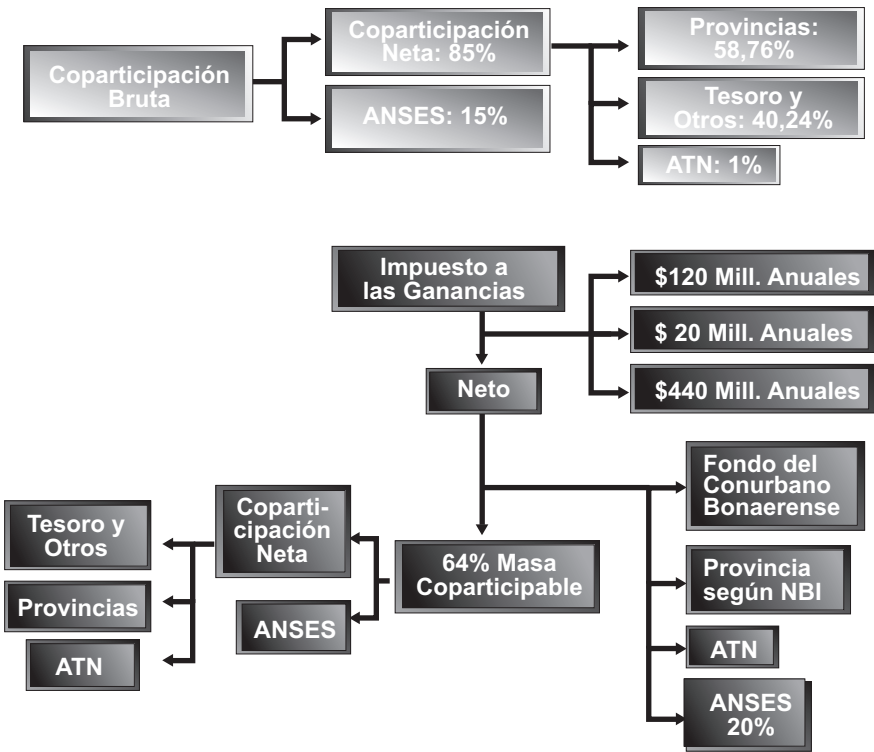 Coparticipación
Bruta
Coparticipación
Neta: 85%
ANSES: 15%
Provincias:
58,76%
Tesoro y
Otros: 40,24%
ATN: 1%
Impuesto a
las Ganancias
$120 Mill. Anuales
$ 20 Mill. Anuales
$440 Mill. Anuales
Neto
Fondo del
Conurbano
Bonaerense
Provincia
según NBI
ATN
ANSES
20%
64% Masa
Coparticipable
Coparti-
cipación
Neta
ANSES
Tesoro y
Otros
Provincias
ATN